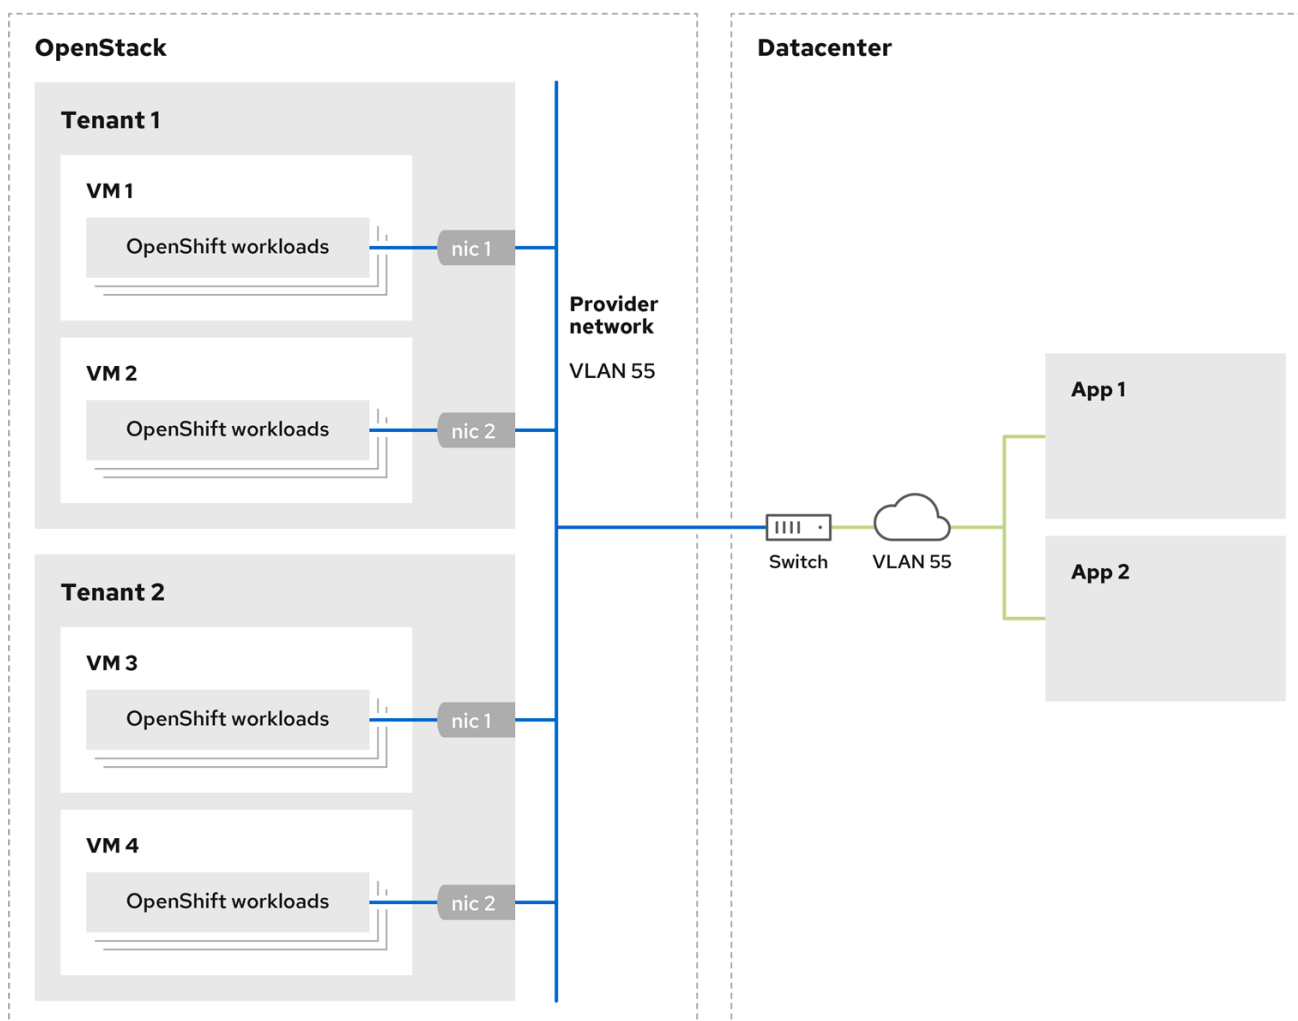 OpenStack
Tenant 1
VM 1
OpenShift workloads
nic 1
VM 2
OpenShift workloads
nic 2
Tenant 2
VM 3
OpenShift workloads
nic 1
VM 4
OpenShift workloads
nic 2
Provider
network
VLAN 55
Datacenter
Switch
VLAN 55
App 1
App 2